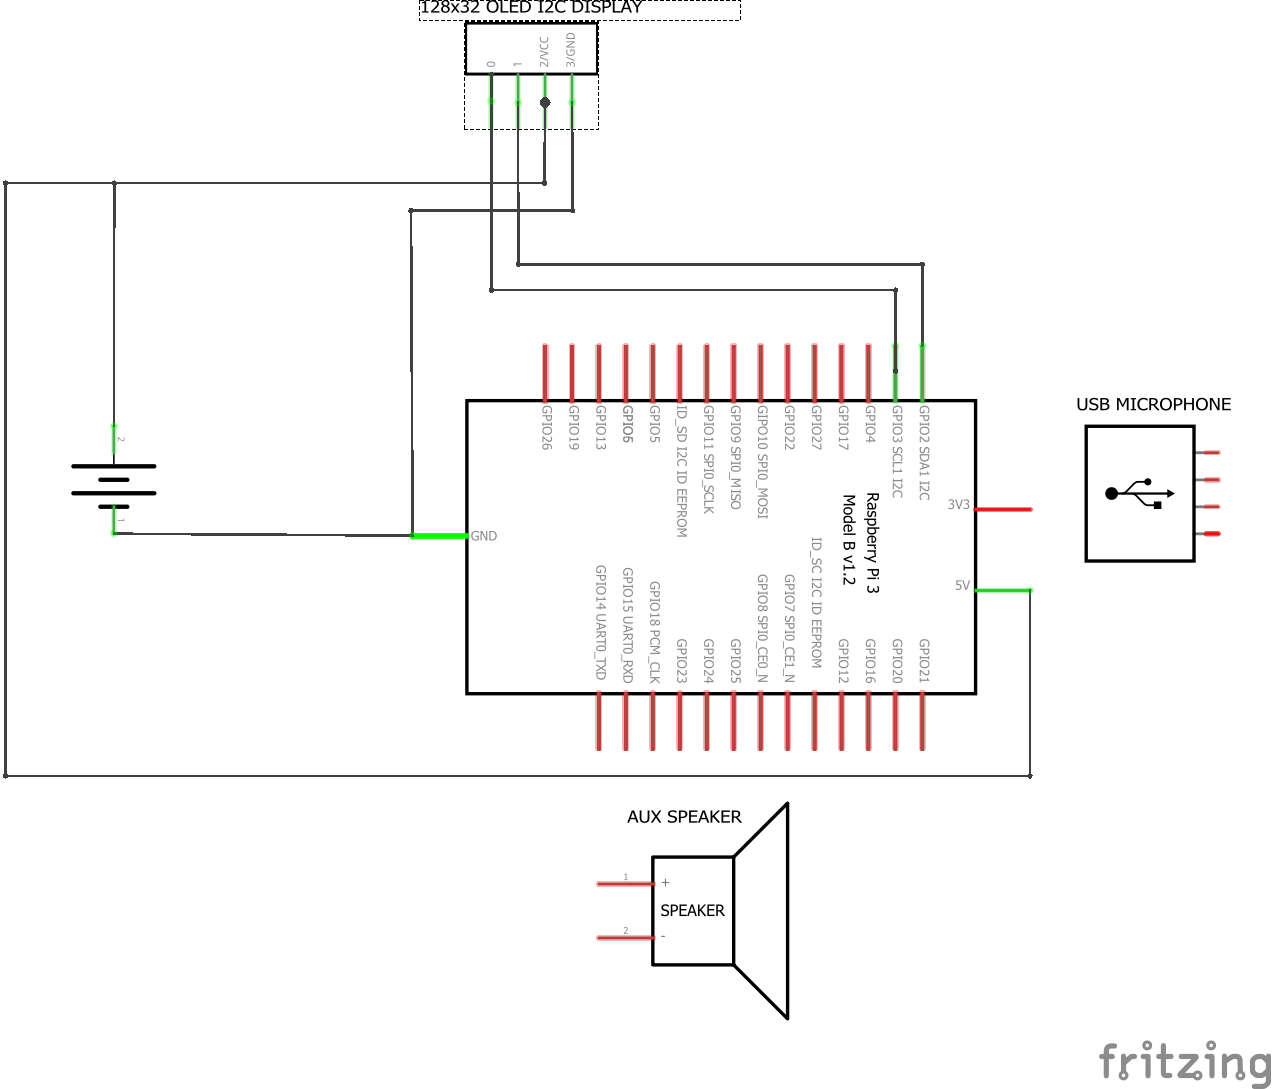 128x32 OLED I2C DISPLAY
0
1
2/VCC
3/GND
2
1
GPIO26
GPIO19
GPIO13
GPIO6
GPIO5
ID_SD I2C ID EEPROM
GPIO11 SPI0_SCLK
GPIO9 SPI0_MISO
GIPO10 SPI0_MOSI
GPIO22
GPIO27
GPIO17
GPIO4
GPIO3 SCL1 I2C
GPIO2 SDA1 I2C
Raspberry Pi 3
Model B v1.2
GND
3V3
5V
GPIO14 UART0_TXD
GPIO15 UART0_RXD
GPIO18 PCM_CLK
GPIO23
GPIO24
GPIO25
GPIO8 SPI0_CE0_N
GPIO7 SPI0_CE1_N
ID_SC I2C ID EEPROM
GPIO12
GPIO16
GPIO20
GPIO21
USB MICROPHONE
AUX SPEAKER
1
+
SPEAKER
2
-
fritzing